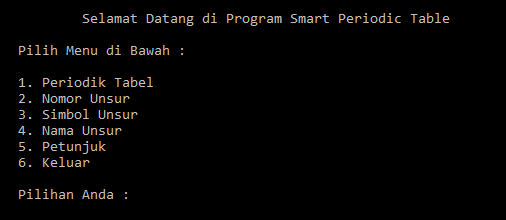 Selamat Datang di Program Smart Periodic Table
Pilih Menu di Bawah :
1. Periodik Tabel
2. Nomor Unsur
3. Simbol Unsur
4. Nama Unsur
5. Petunjuk
6. Keluar
Pilihan Anda :